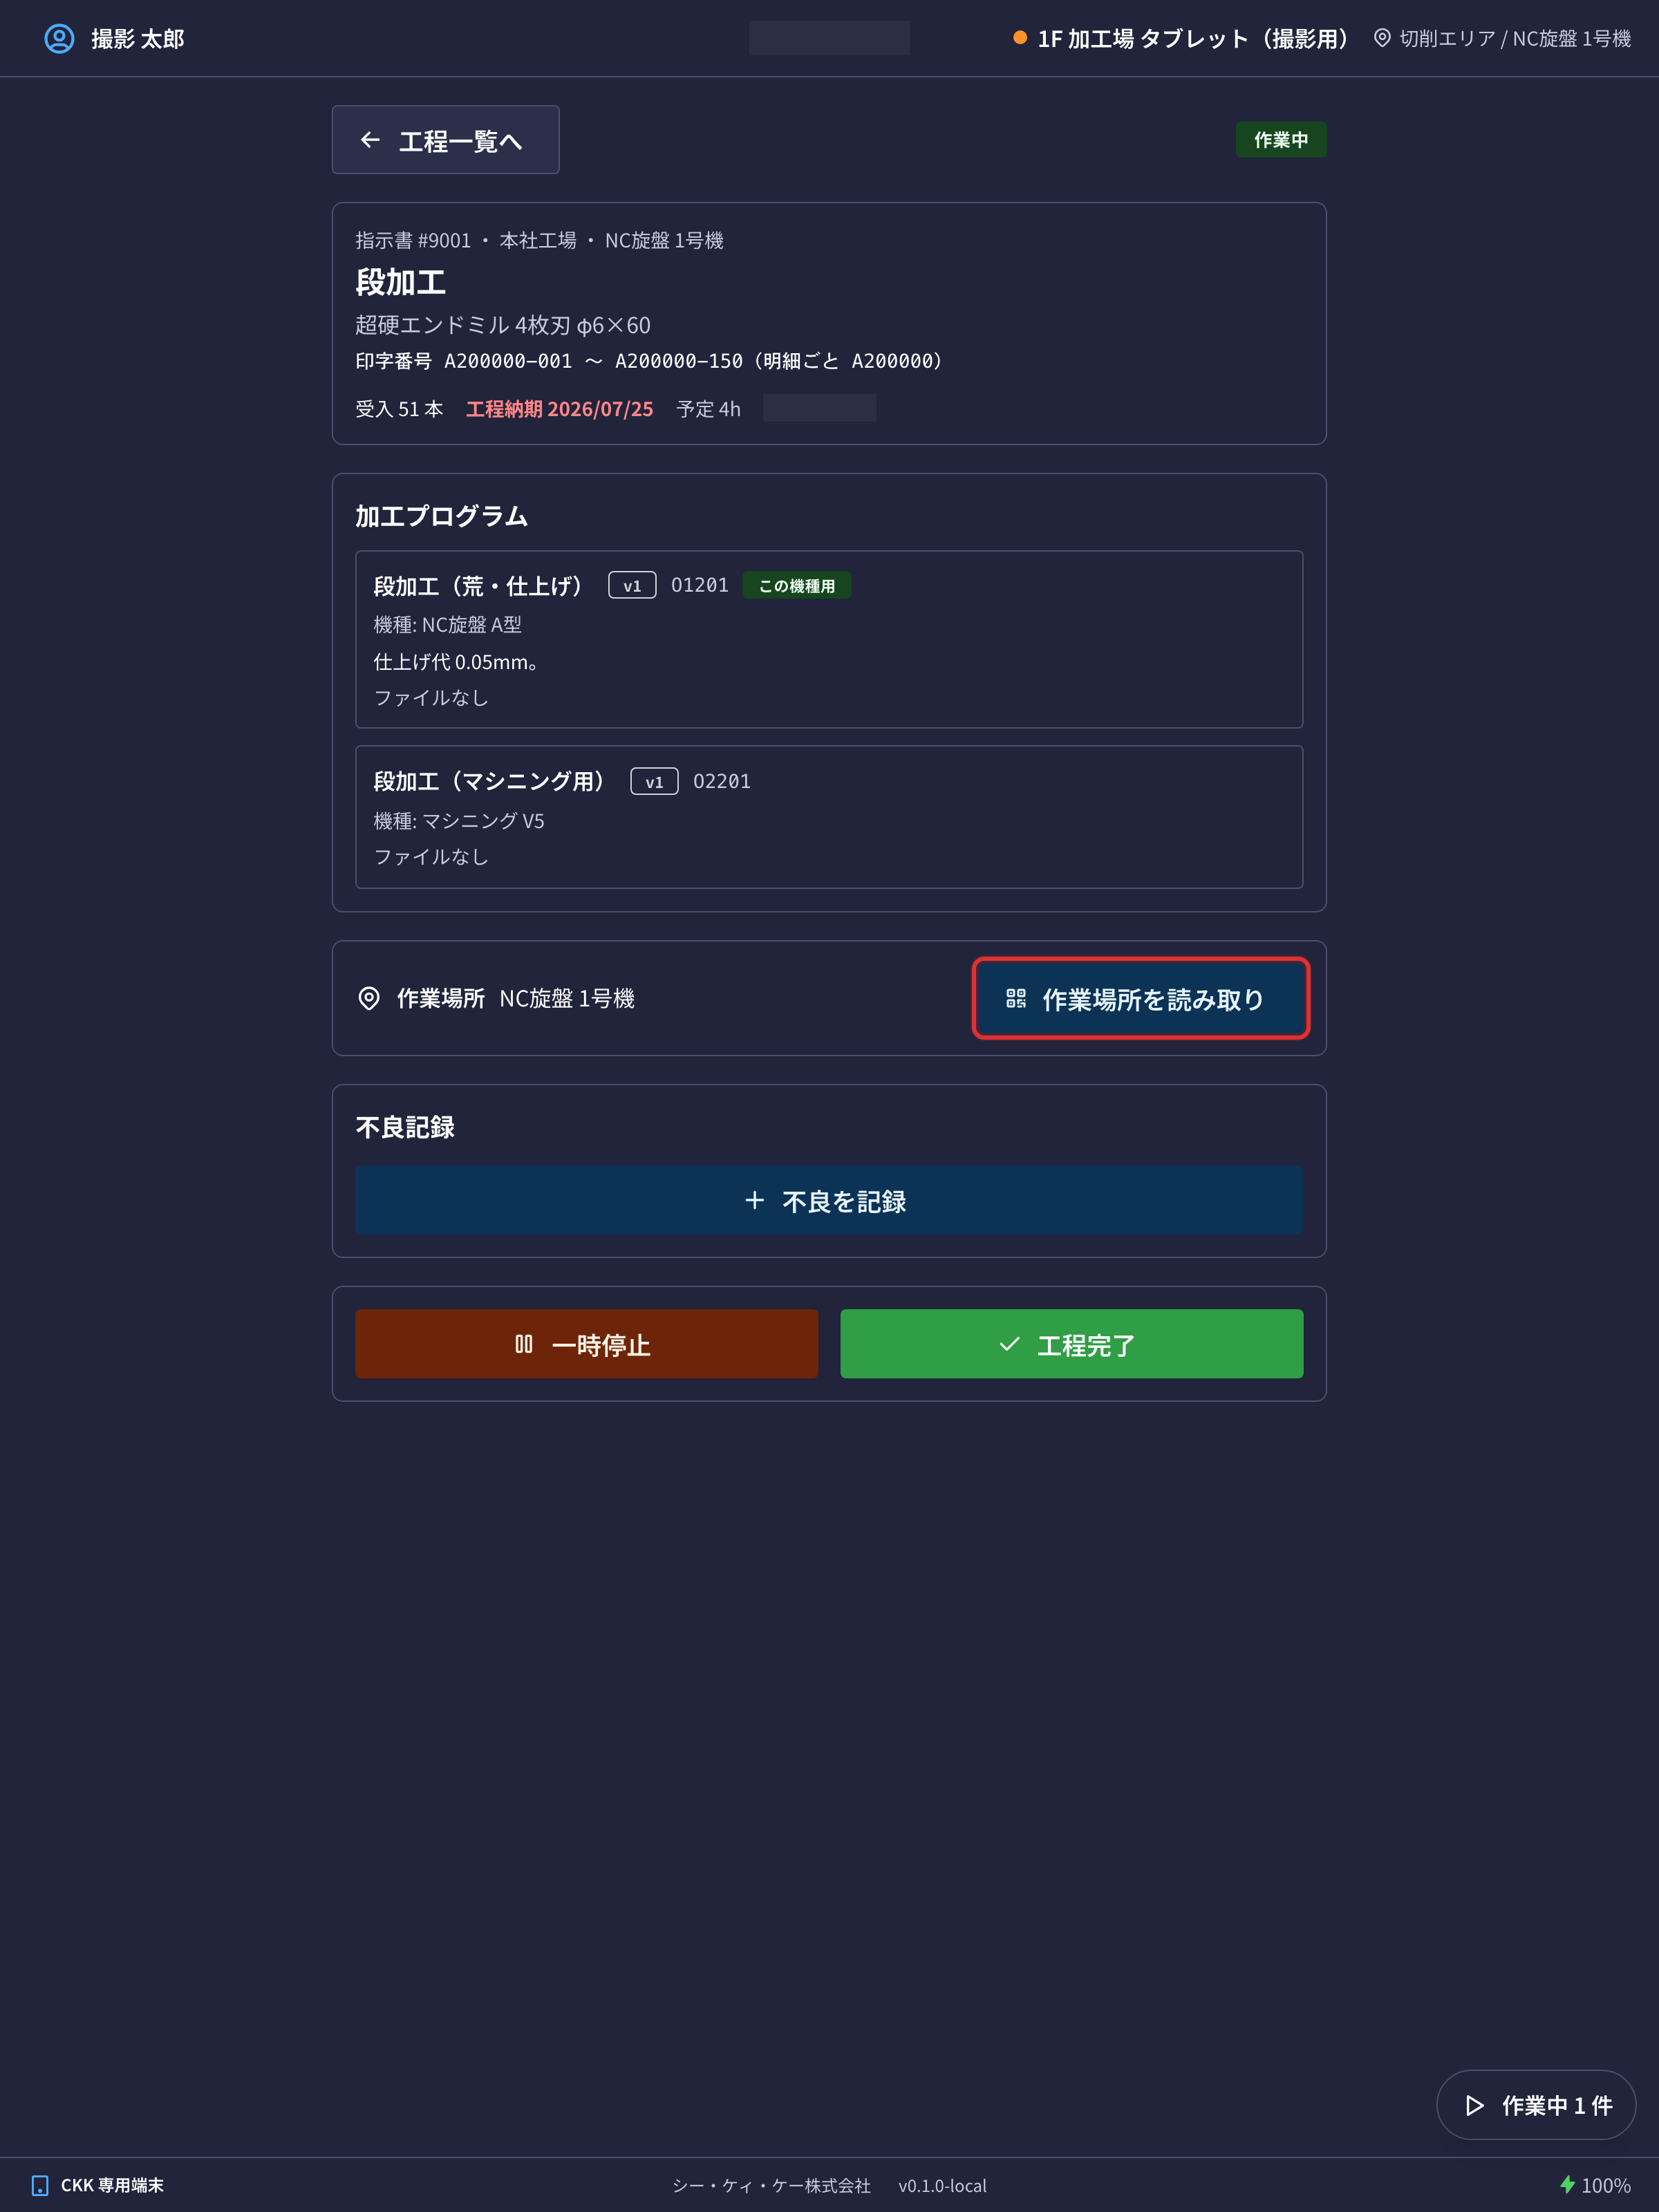 撮影 太郎
1F 加工場 タブレット（撮影用） 切削エリア / NC旋盤 1号機
工程一覧へ
作業中
指示書 #9001 ・ 本社工場 ・ NC旋盤 1号機
段加工
超硬エンドミル 4枚刃 φ6×60
印字番号 A200000-001 ～ A200000-150（明細ごと A200000）
受入 51 本 工程納期 2026/07/25 予定 4h
加工プログラム
段加工（荒・仕上げ） v1 O1201 この機種用
機種: NC旋盤 A型
仕上げ代 0.05mm。
ファイルなし
段加工（マシニング用） v1 O2201
機種: マシニング V5
ファイルなし
作業場所 NC旋盤 1号機
作業場所を読み取り
不良記録
不良を記録
一時停止
工程完了
作業中 1 件
CKK 専用端末
シー・ケィ・ケー株式会社 v0.1.0-local
100%